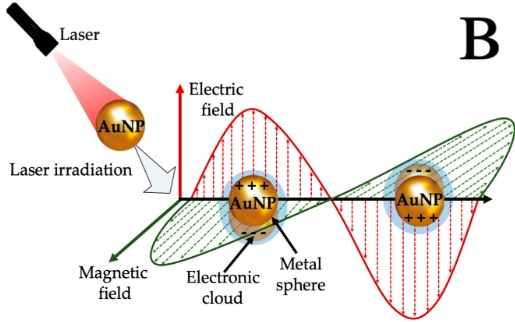 Laser
B
AuNP
Electric
field
Laser irradiation
+ + +
AuNP
- - -
- - -
AuNP
+ + +
Magnetic
field
Electronic
cloud
Metal
sphere